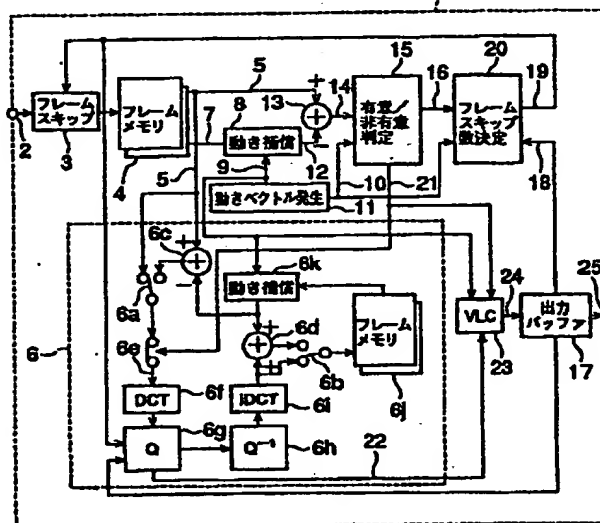 15
20
5
14
16
19
フレーム
スキップ
フレーム
メモリ
8
13
有意/
非有意
判定
フレーム
スキップ
数決定
2
3
7
動き補償
4
9
12
18
5
10
21
動きベクトル発生
11
6c
6k
動き補償
フレーム
メモリ
24
25
6a
6d
VLC
出力
バッファ
6
6e
6b
23
17
6f
6i
6j
DCT
IDCT
6g
Q
Q⁻¹
6h
22